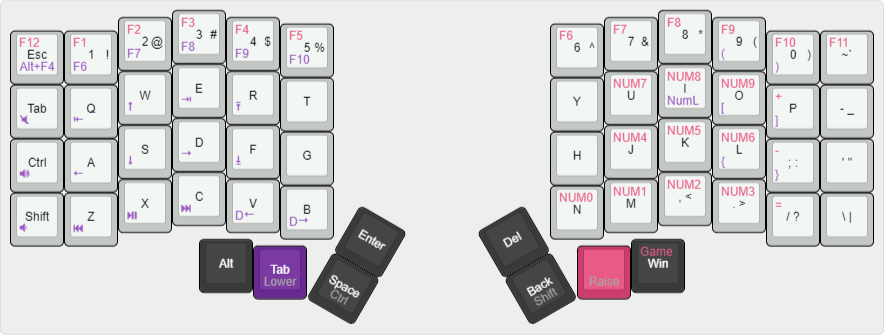 F12
Esc
Alt+F4
F1
1 !
F6
F2
2 @
F7
F3
3 #
F8
F4
4 $
F9
F5
5 %
F10
F6
6 ^
F7
7 &
F8
8 *
F9
9 (
(
F10
0 )
)
F11
~`
Tab
Q
W
E
R
T
Y
NUM7
U
NUM8
I
NumL
NUM9
O
[
+
P
]
- _
Ctrl
A
S
D
F
G
H
NUM4
J
NUM5
K
NUM6
L
{
-
; :
}
' "
Shift
Z
X
C
V
D←
B
D→
NUM0
N
NUM1
M
NUM2
, <
NUM3
. >
=
/ ?
\ |
Alt
Tab
Lower
Enter
Space
Ctrl
Del
Back
Shift
Raise
Game
Win